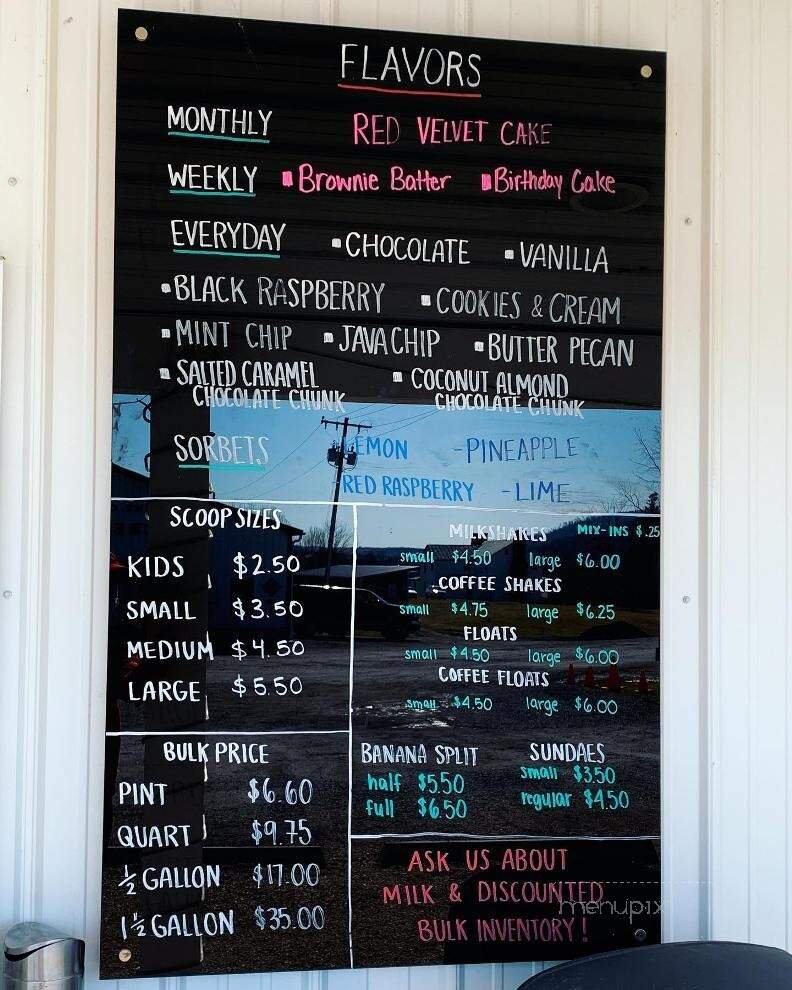 FLAVORS
MONTHLY RED VELVET CAKE
WEEKLY ▪Brownie Batter ▪Birthday Cake
EVERYDAY ▪CHOCOLATE ▪VANILLA
▪BLACK RASPBERRY ▪COOKIES & CREAM
▪MINT CHIP ▪JAVA CHIP ▪BUTTER PECAN
▪SALTED CARAMEL CHOCOLATE CHUNK
▪COCONUT ALMOND CHOCOLATE CHUNK
SORBETS LEMON -PINEAPPLE
RED RASPBERRY -LIME
SCOOP SIZES
KIDS $2.50
SMALL $3.50
MEDIUM $4.50
LARGE $5.50
MILKSHAKES MIX-INS $.25
small $4.50 large $6.00
COFFEE SHAKES
small $4.75 large $6.25
FLOATS
small $4.50 large $6.00
COFFEE FLOATS
small $4.50 large $6.00
BULK PRICE
PINT $6.60
QUART $9.75
½ GALLON $17.00
1½ GALLON $35.00
BANANA SPLIT
half $5.50
full $6.50
SUNDAES
small $3.50
regular $4.50
ASK US ABOUT
MILK & DISCOUNTED
BULK INVENTORY!
menupix